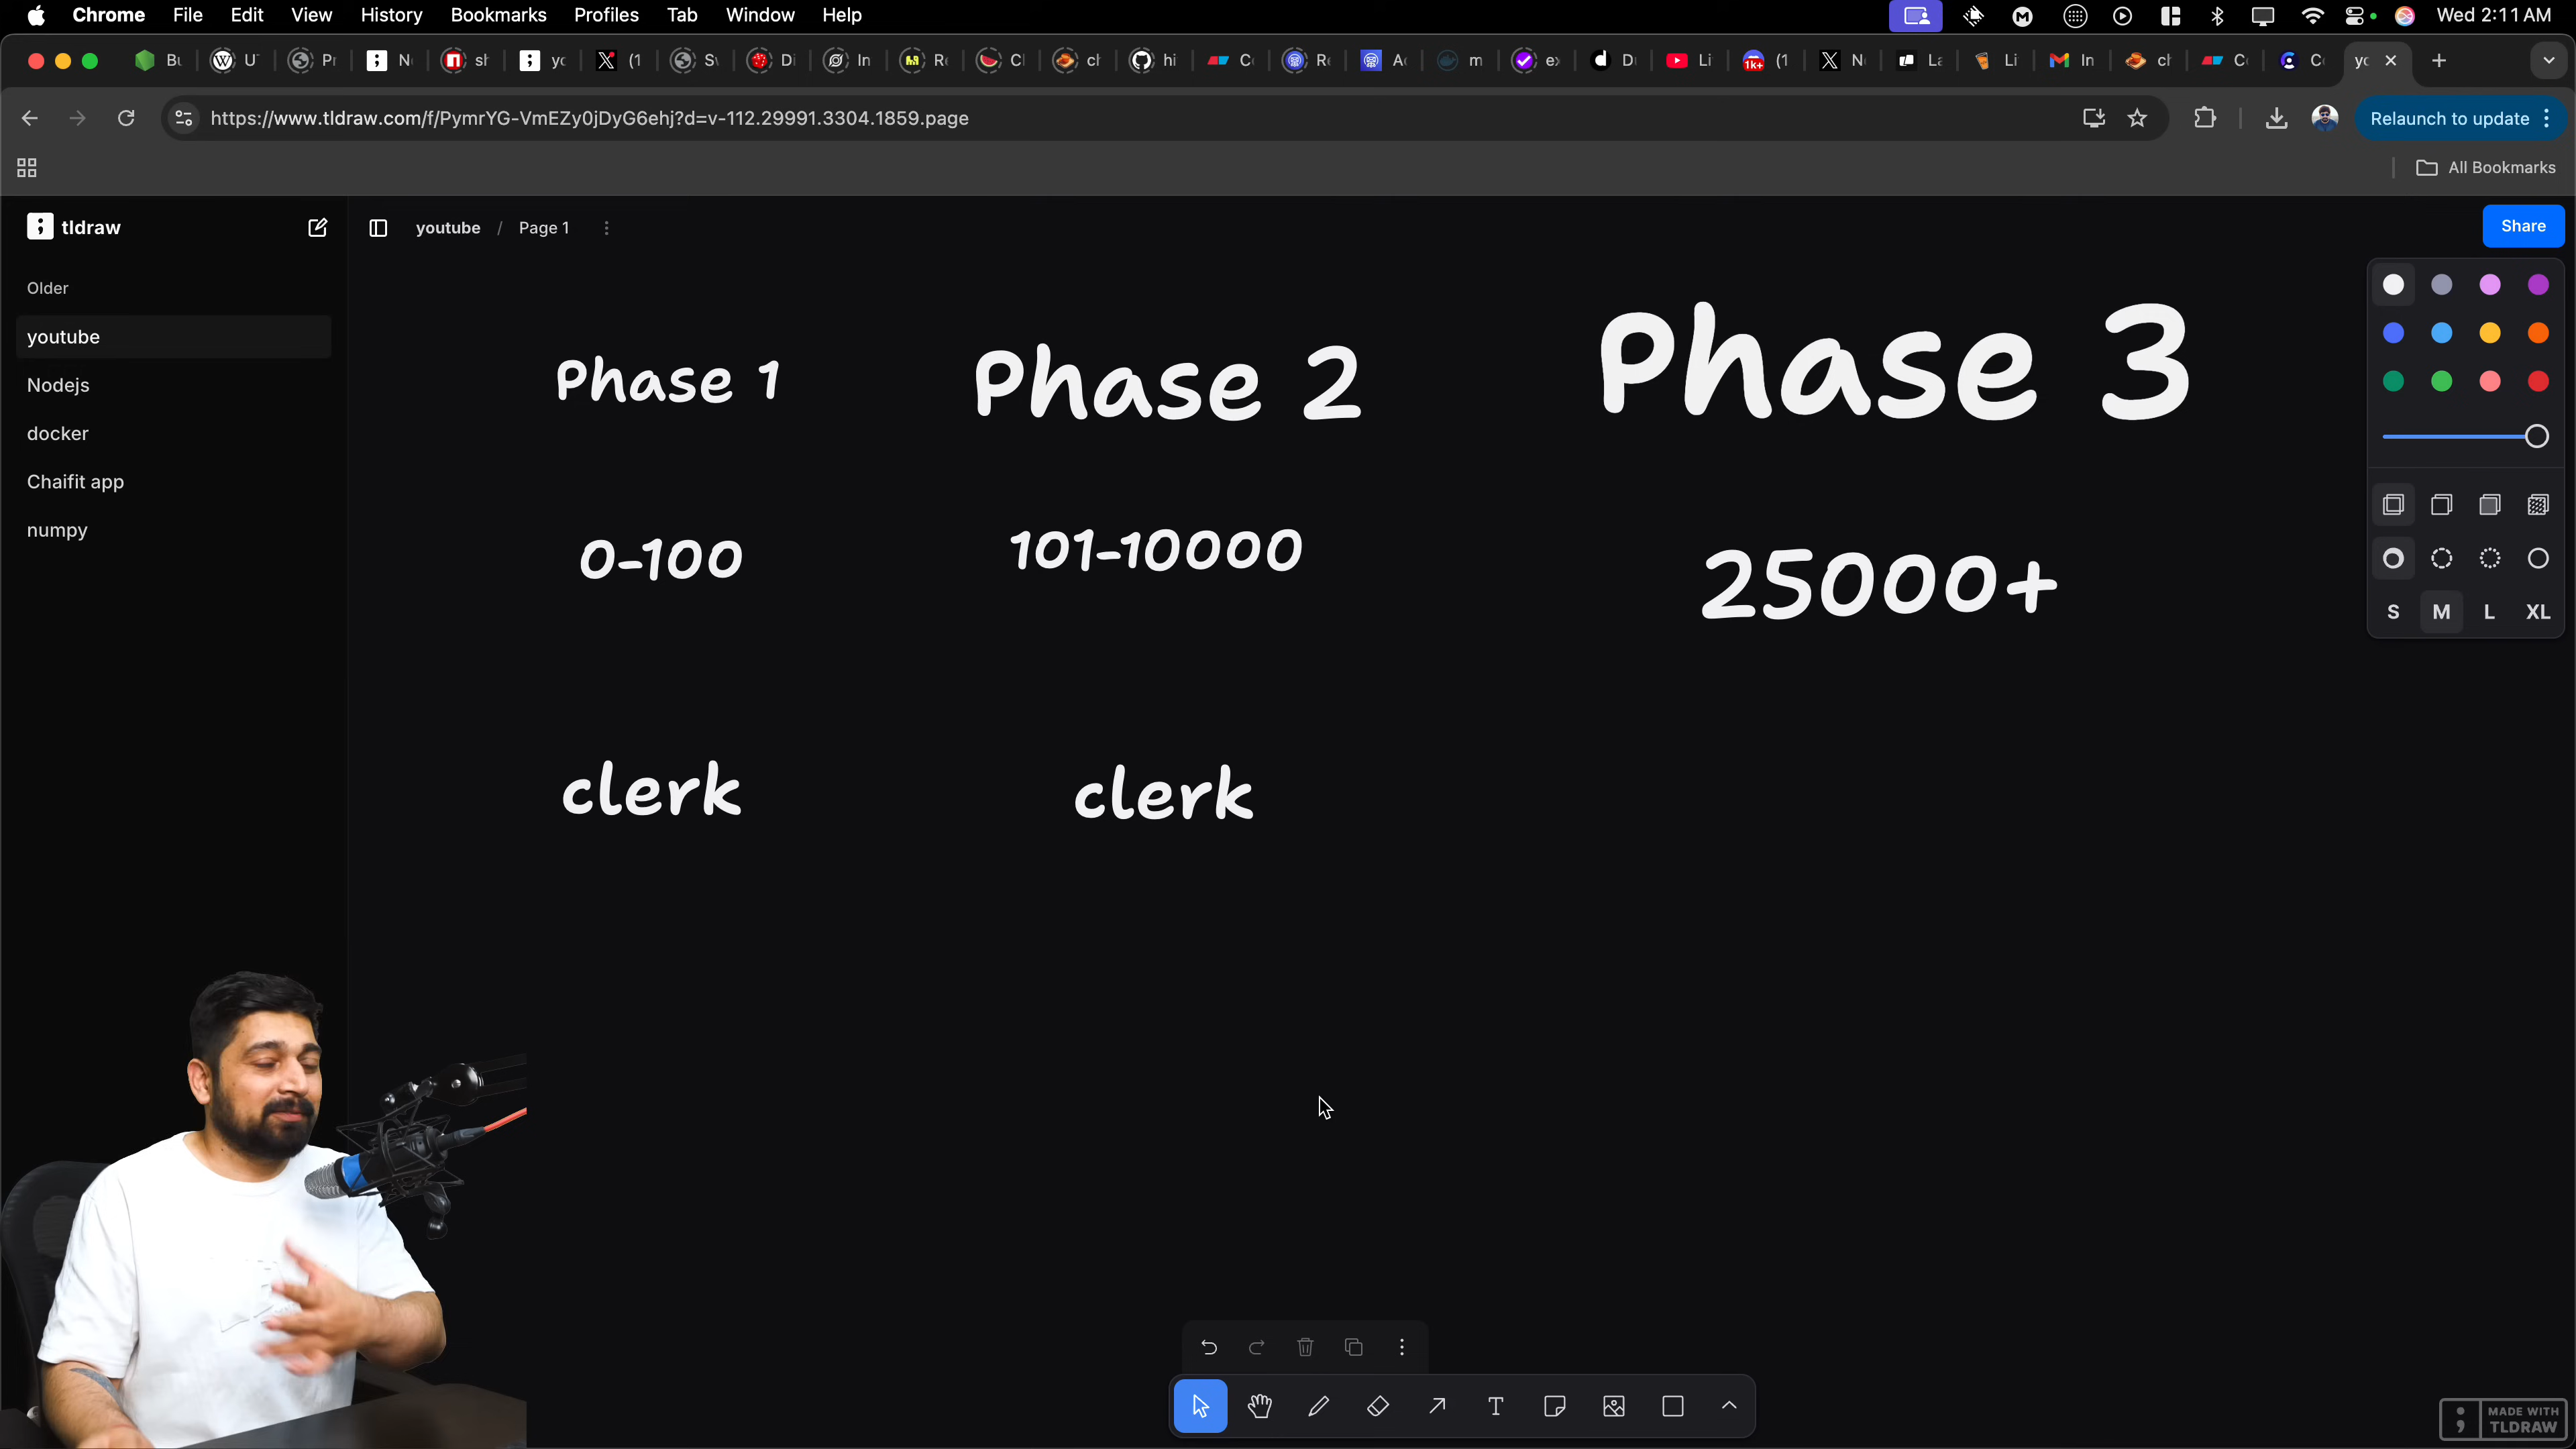 Chrome File Edit View History Bookmarks Profiles Tab Window Help Wed 2:11 AM
https://www.tldraw.com/f/PymrYG-VmEZy0jDyG6ehj?d=v-112.29991.3304.1859.page
Relaunch to update
All Bookmarks
tldraw
youtube / Page 1
Share
Older
youtube
Nodejs
docker
Chaifit app
numpy
Phase 1 Phase 2 Phase 3
0-100 101-10000 25000+
clerk clerk
S M L XL
MADE WITH
TLDRAW